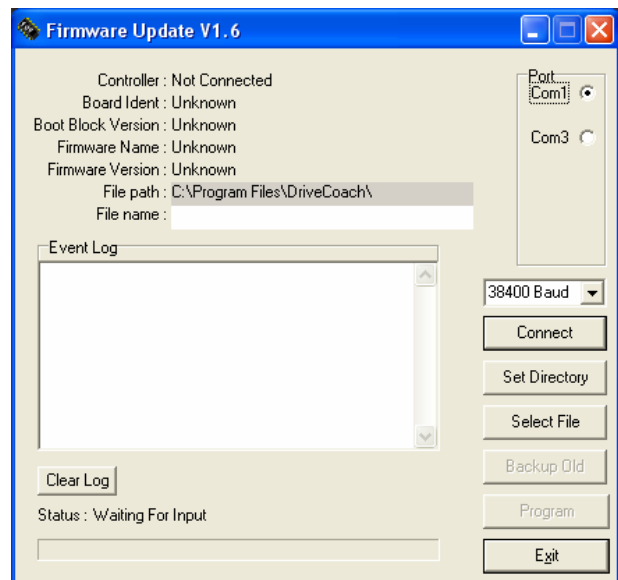 Firmware Update V1.6
Controller : Not Connected
Board Ident : Unknown
Boot Block Version : Unknown
Firmware Name : Unknown
Firmware Version : Unknown
File path : C:\Program Files\DriveCoach\
File name :
Port
Com1
Com3
Event Log
38400 Baud
Connect
Set Directory
Select File
Backup Old
Program
Exit
Clear Log
Status : Waiting For Input